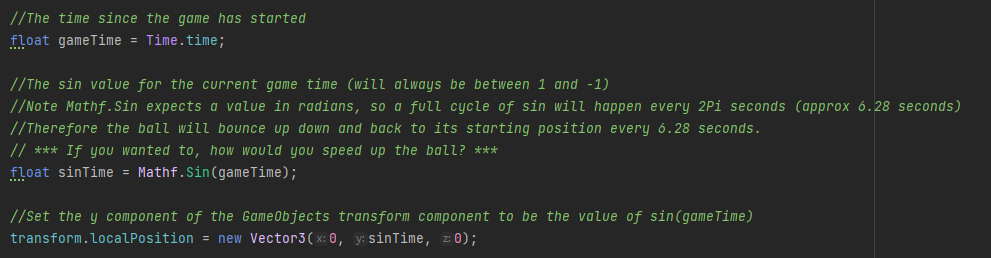 //The time since the game has started
float gameTime = Time.time;
//The sin value for the current game time (will always be between 1 and -1)
//Note Mathf.Sin expects a value in radians, so a full cycle of sin will happen every 2Pi seconds (approx 6.28 seconds)
//Therefore the ball will bounce up down and back to its starting position every 6.28 seconds.
// *** If you wanted to, how would you speed up the ball? ***
float sinTime = Mathf.Sin(gameTime);
//Set the y component of the GameObjects transform component to be the value of sin(gameTime)
transform.localPosition = new Vector3(x:0, y:sinTime, z:0);